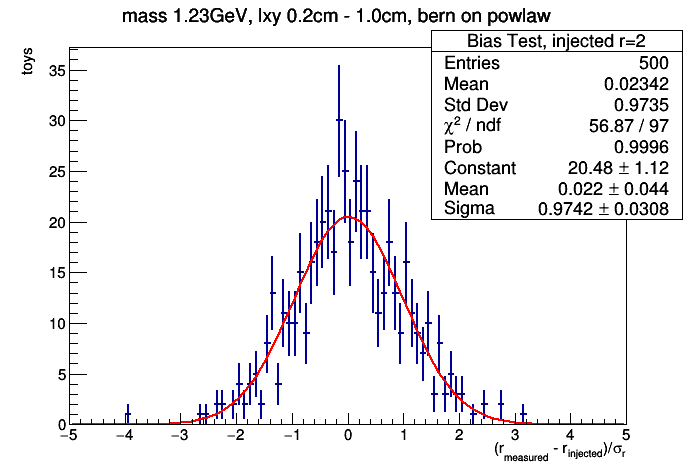 mass 1.23GeV, lxy 0.2cm - 1.0cm, bern on powlaw
toys
Bias Test, injected r=2
Entries 500
Mean 0.02342
Std Dev 0.9735
χ² / ndf 56.87 / 97
Prob 0.9996
Constant 20.48 ± 1.12
Mean 0.022 ± 0.044
Sigma 0.9742 ± 0.0308
35
30
25
20
15
10
5
0
−5 −4 −3 −2 −1 0 1 2 3 4 5
(r_measured - r_injected)/σ_r